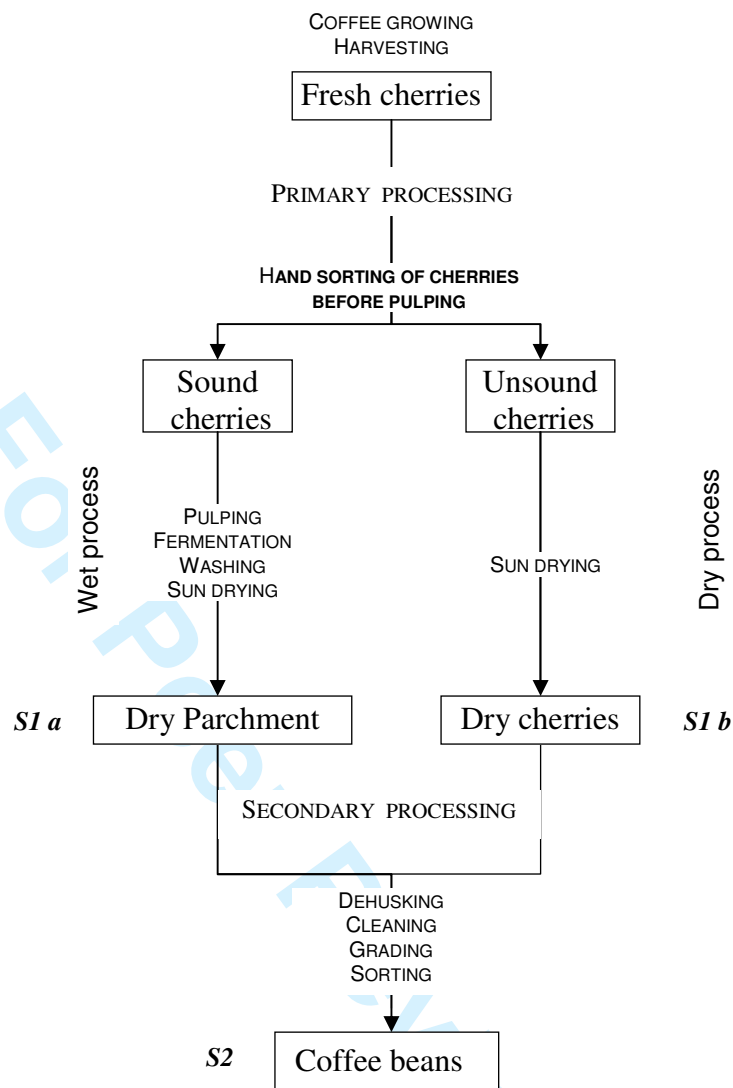 COFFEE GROWING
HARVESTING
Fresh cherries
PRIMARY PROCESSING
HAND SORTING OF CHERRIES
BEFORE PULPING
Sound
cherries
Unsound
cherries
Wet process
PULPING
FERMENTATION
WASHING
SUN DRYING
SUN DRYING
Dry process
S1 a
Dry Parchment
Dry cherries
S1 b
SECONDARY PROCESSING
DEHUSKING
CLEANING
GRADING
SORTING
S2
Coffee beans
For Peer